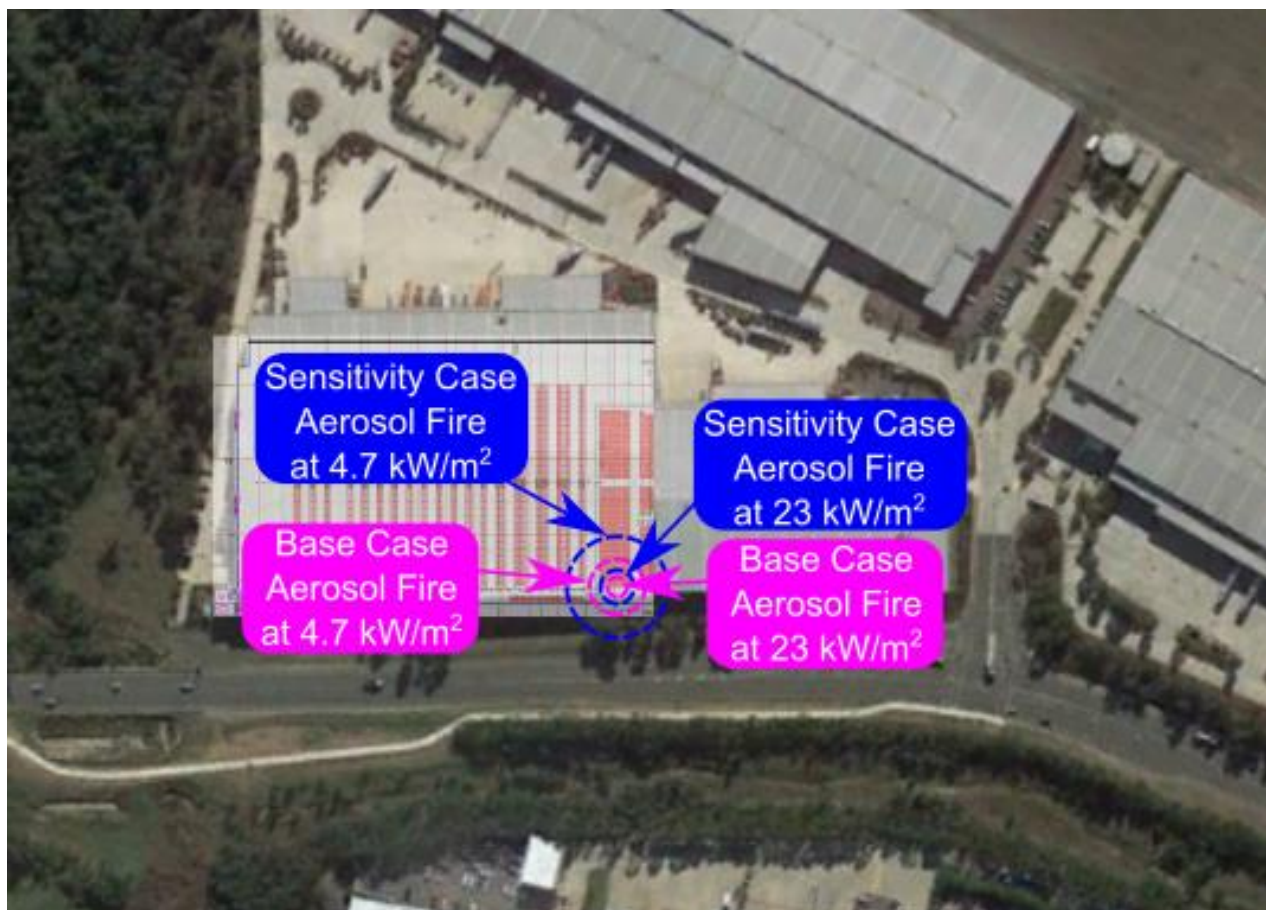 Sensitivity Case
Aerosol Fire
at 4.7 kW/m²
Sensitivity Case
Aerosol Fire
at 23 kW/m²
Base Case
Aerosol Fire
at 4.7 kW/m²
Base Case
Aerosol Fire
at 23 kW/m²